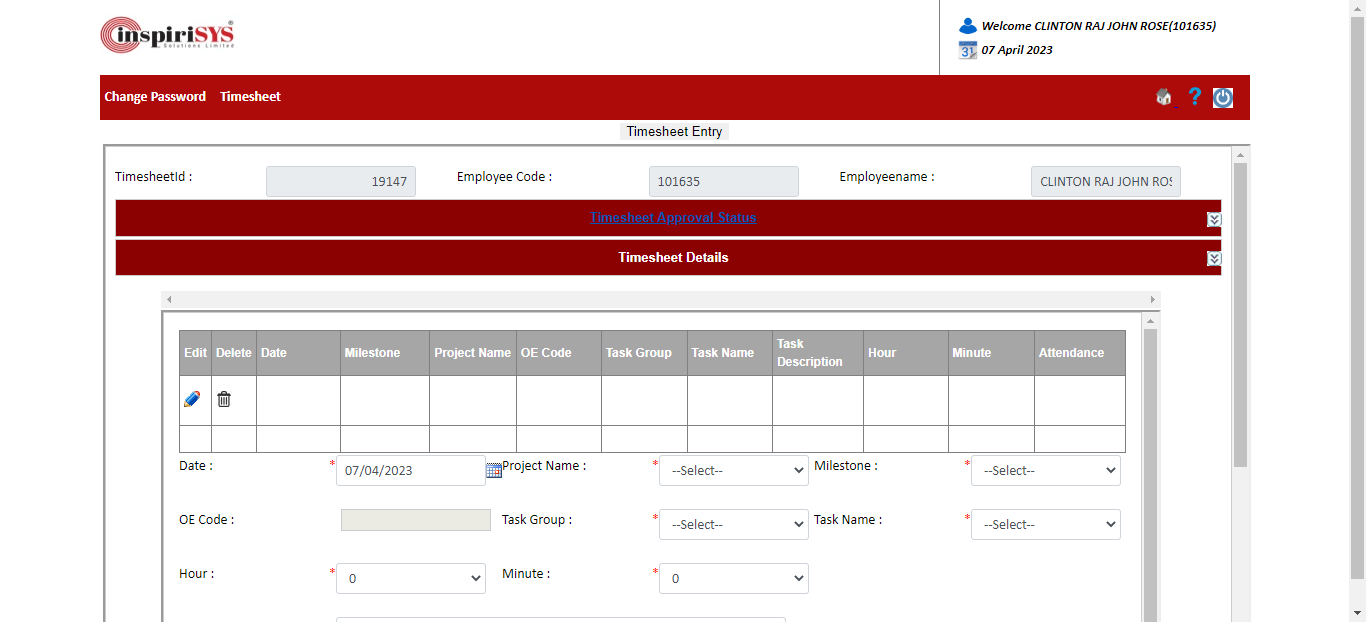 inspiriSYS
Solutions Limited
Welcome CLINTON RAJ JOHN ROSE(101635)
31
07 April 2023
Change Password Timesheet
?
Timesheet Entry
TimesheetId : 19147 Employee Code : 101635 Employeename : CLINTON RAJ JOHN ROS
Timesheet Approval Status
Timesheet Details
Edit Delete Date Milestone Project Name OE Code Task Group Task Name Task Description Hour Minute Attendance
Date : * 07/04/2023 Project Name : * --Select-- Milestone : * --Select--
OE Code : Task Group : * --Select-- Task Name : * --Select--
Hour : * 0 Minute : * 0